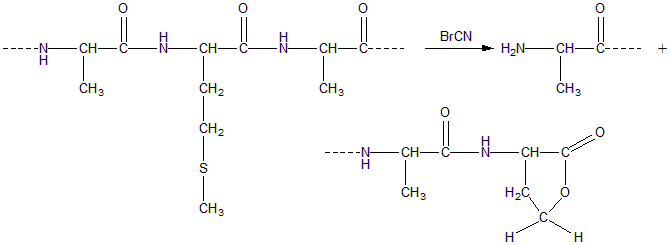 O O O O
H H BrCN
N CH C N CH C N CH C H₂N CH C +
H
CH₃ CH₂ CH₃ CH₃
O
CH₂ O
H
N CH C N CH C
H
S
CH₃ H₂C O
CH₃
C
H H